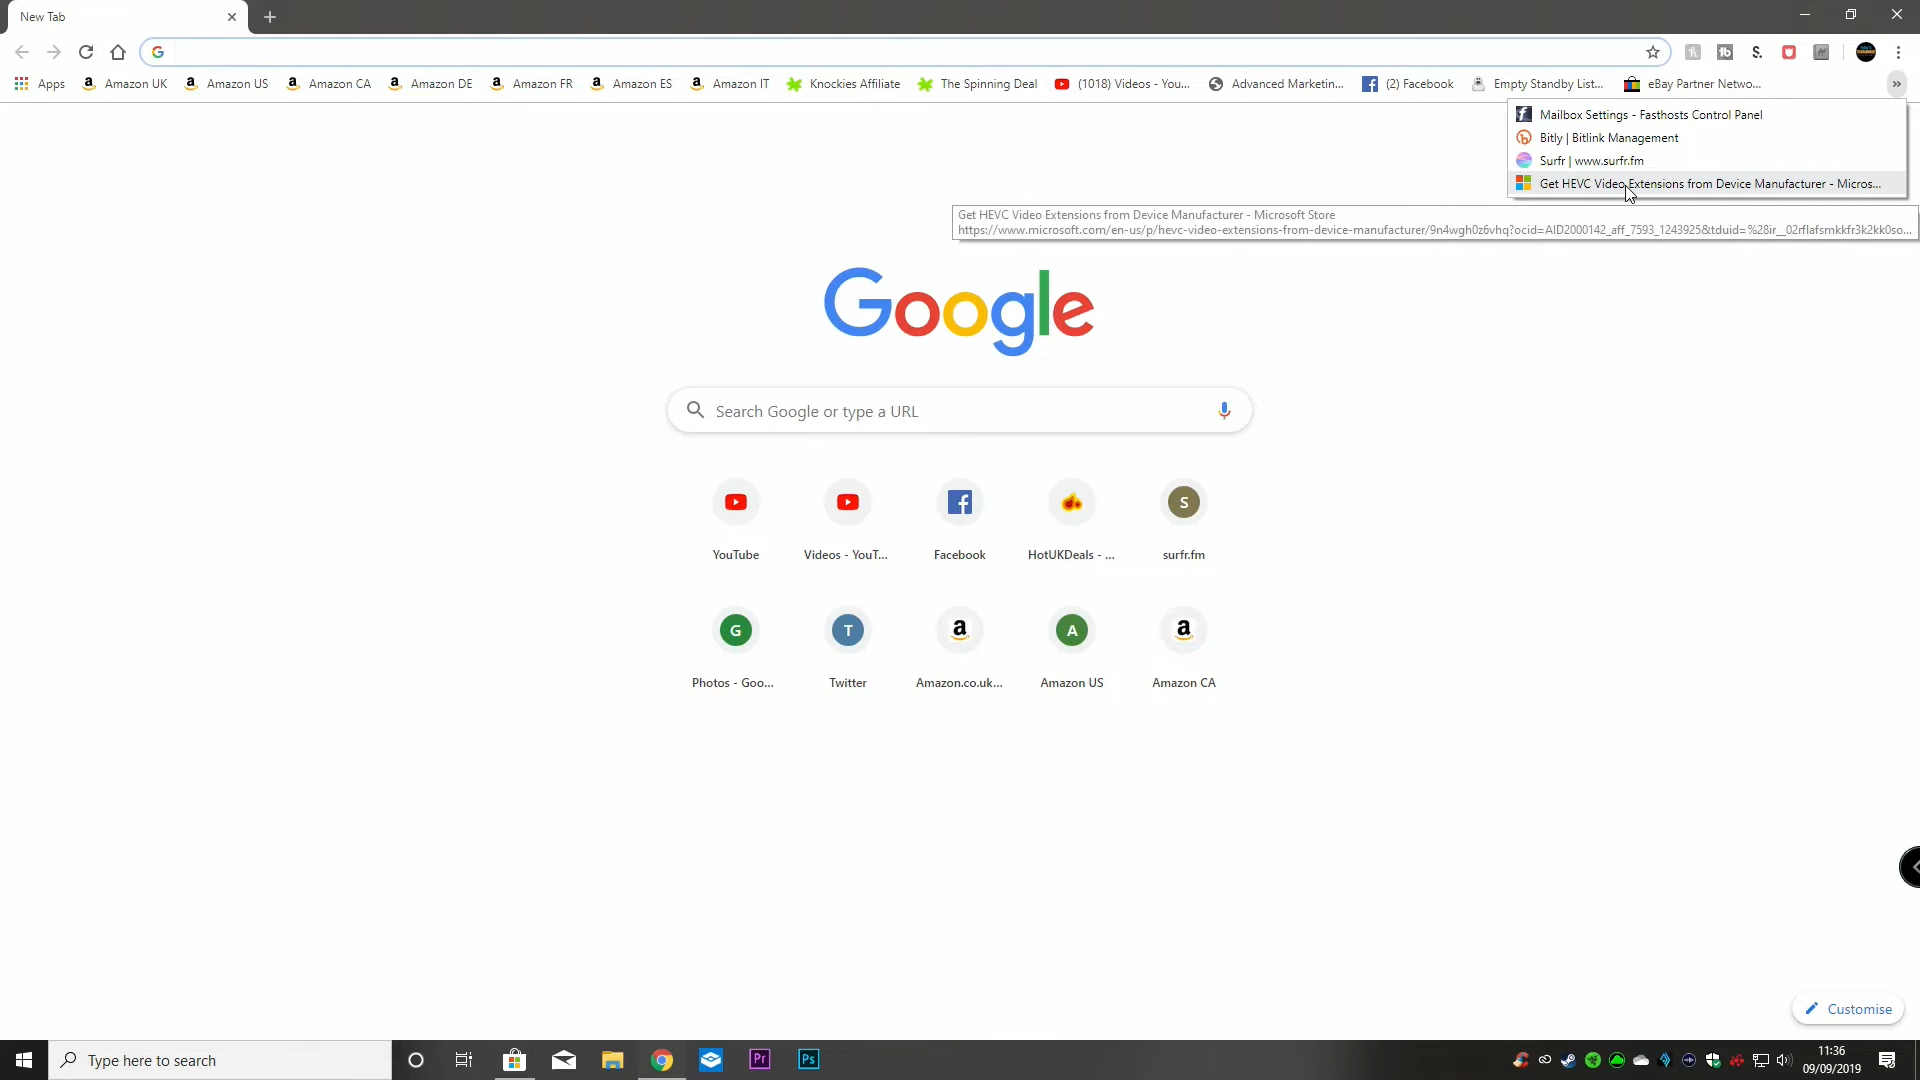 New Tab
Apps
Amazon UK
Amazon US
Amazon CA
Amazon DE
Amazon FR
Amazon ES
Amazon IT
Knockies Affiliate
The Spinning Deal
(1018) Videos - You...
Advanced Marketin...
(2) Facebook
Empty Standby List...
eBay Partner Netwo...
Mailbox Settings - Fasthosts Control Panel
Bitly | Bitlink Management
Surfr | www.surfr.fm
Get HEVC Video Extensions from Device Manufacturer - Micros...
Get HEVC Video Extensions from Device Manufacturer - Microsoft Store
https://www.microsoft.com/en-us/p/hevc-video-extensions-from-device-manufacturer/9n4wgh0z6vhq?ocid=AID2000142_aff_7593_1243925&tduid=%28ir__02rflafsmkkfr3k2kk0so...
Google
Search Google or type a URL
S
YouTube
Videos - YouT...
Facebook
HotUKDeals - ...
surfr.fm
G
T
a
A
a
Photos - Goo...
Twitter
Amazon.co.uk...
Amazon US
Amazon CA
Customise
Type here to search
Pr
Ps
11:36
09/09/2019